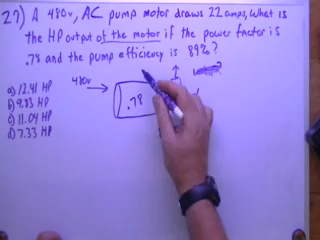 27) A 480V, AC pump motor draws 22 amps, What is
the HP output of the motor if the power factor is
.78 and the pump efficiency is 89%?
480V
.78
a) 12.41 HP
b) 9.83 HP
c) 11.04 HP
d) 7.33 HP